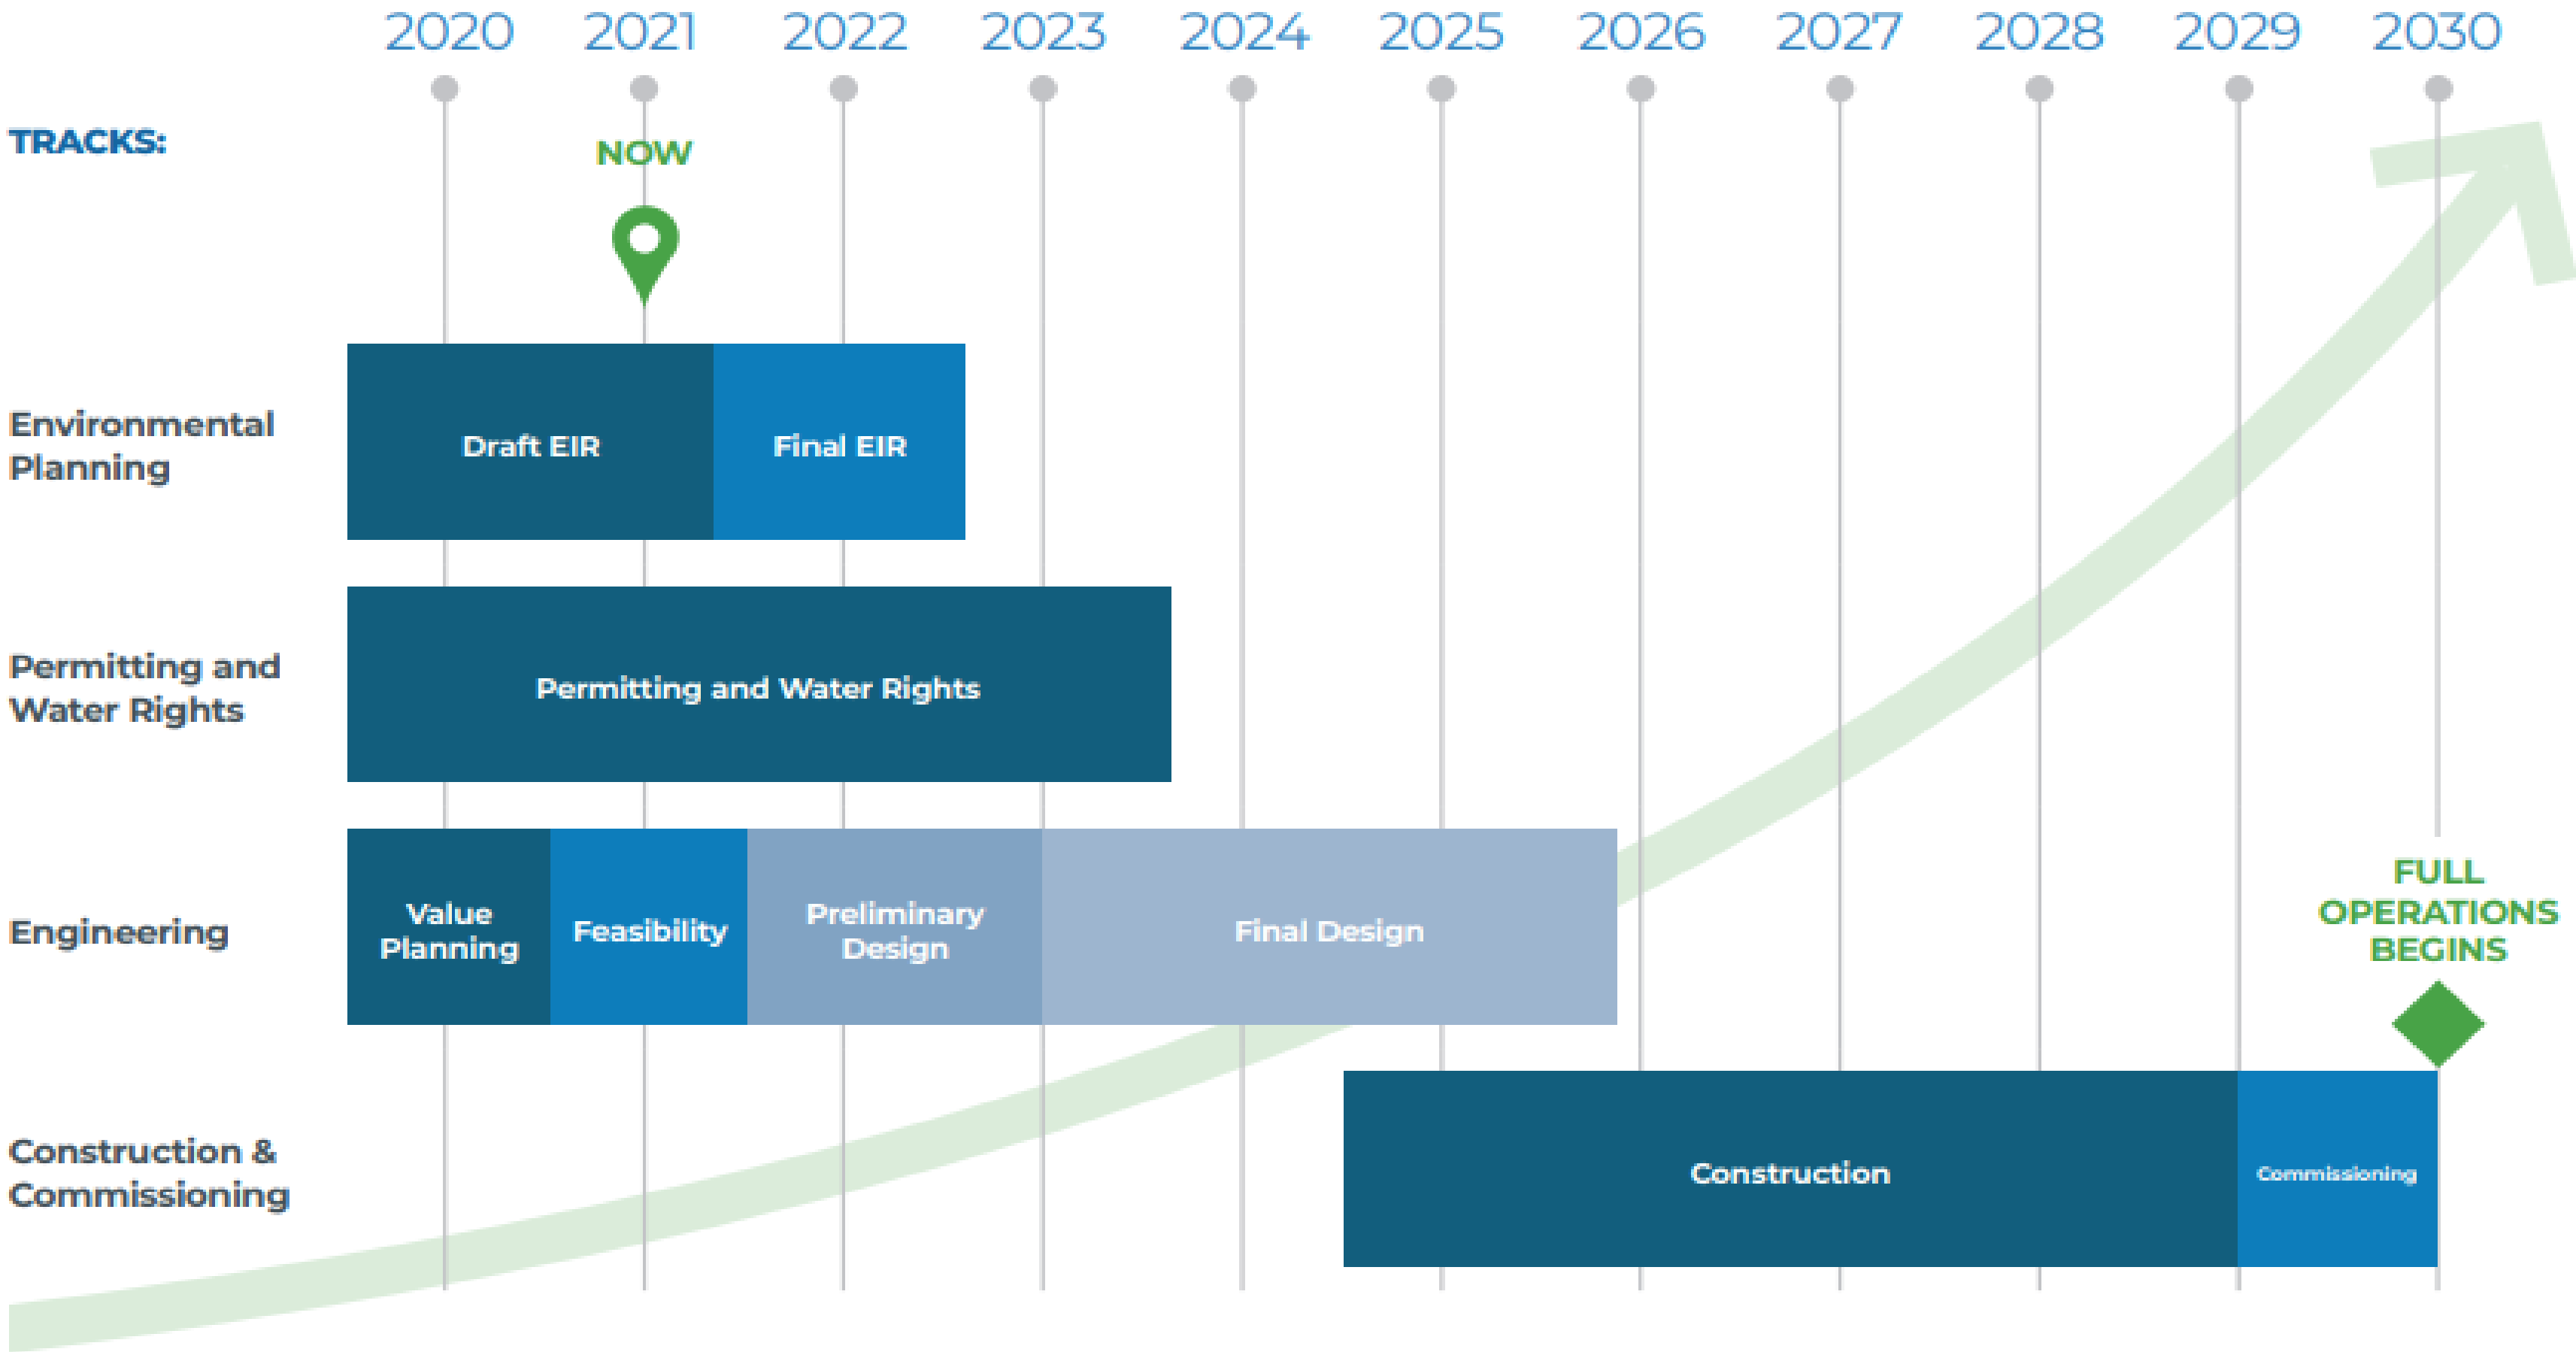 2020 2021 2022 2023 2024 2025 2026 2027 2028 2029 2030
TRACKS:
NOW
Environmental
Planning
Draft EIR
Final EIR
Permitting and
Water Rights
Permitting and Water Rights
Engineering
Value
Planning
Feasibility
Preliminary
Design
Final Design
FULL
OPERATIONS
BEGINS
Construction &
Commissioning
Construction
Commissioning